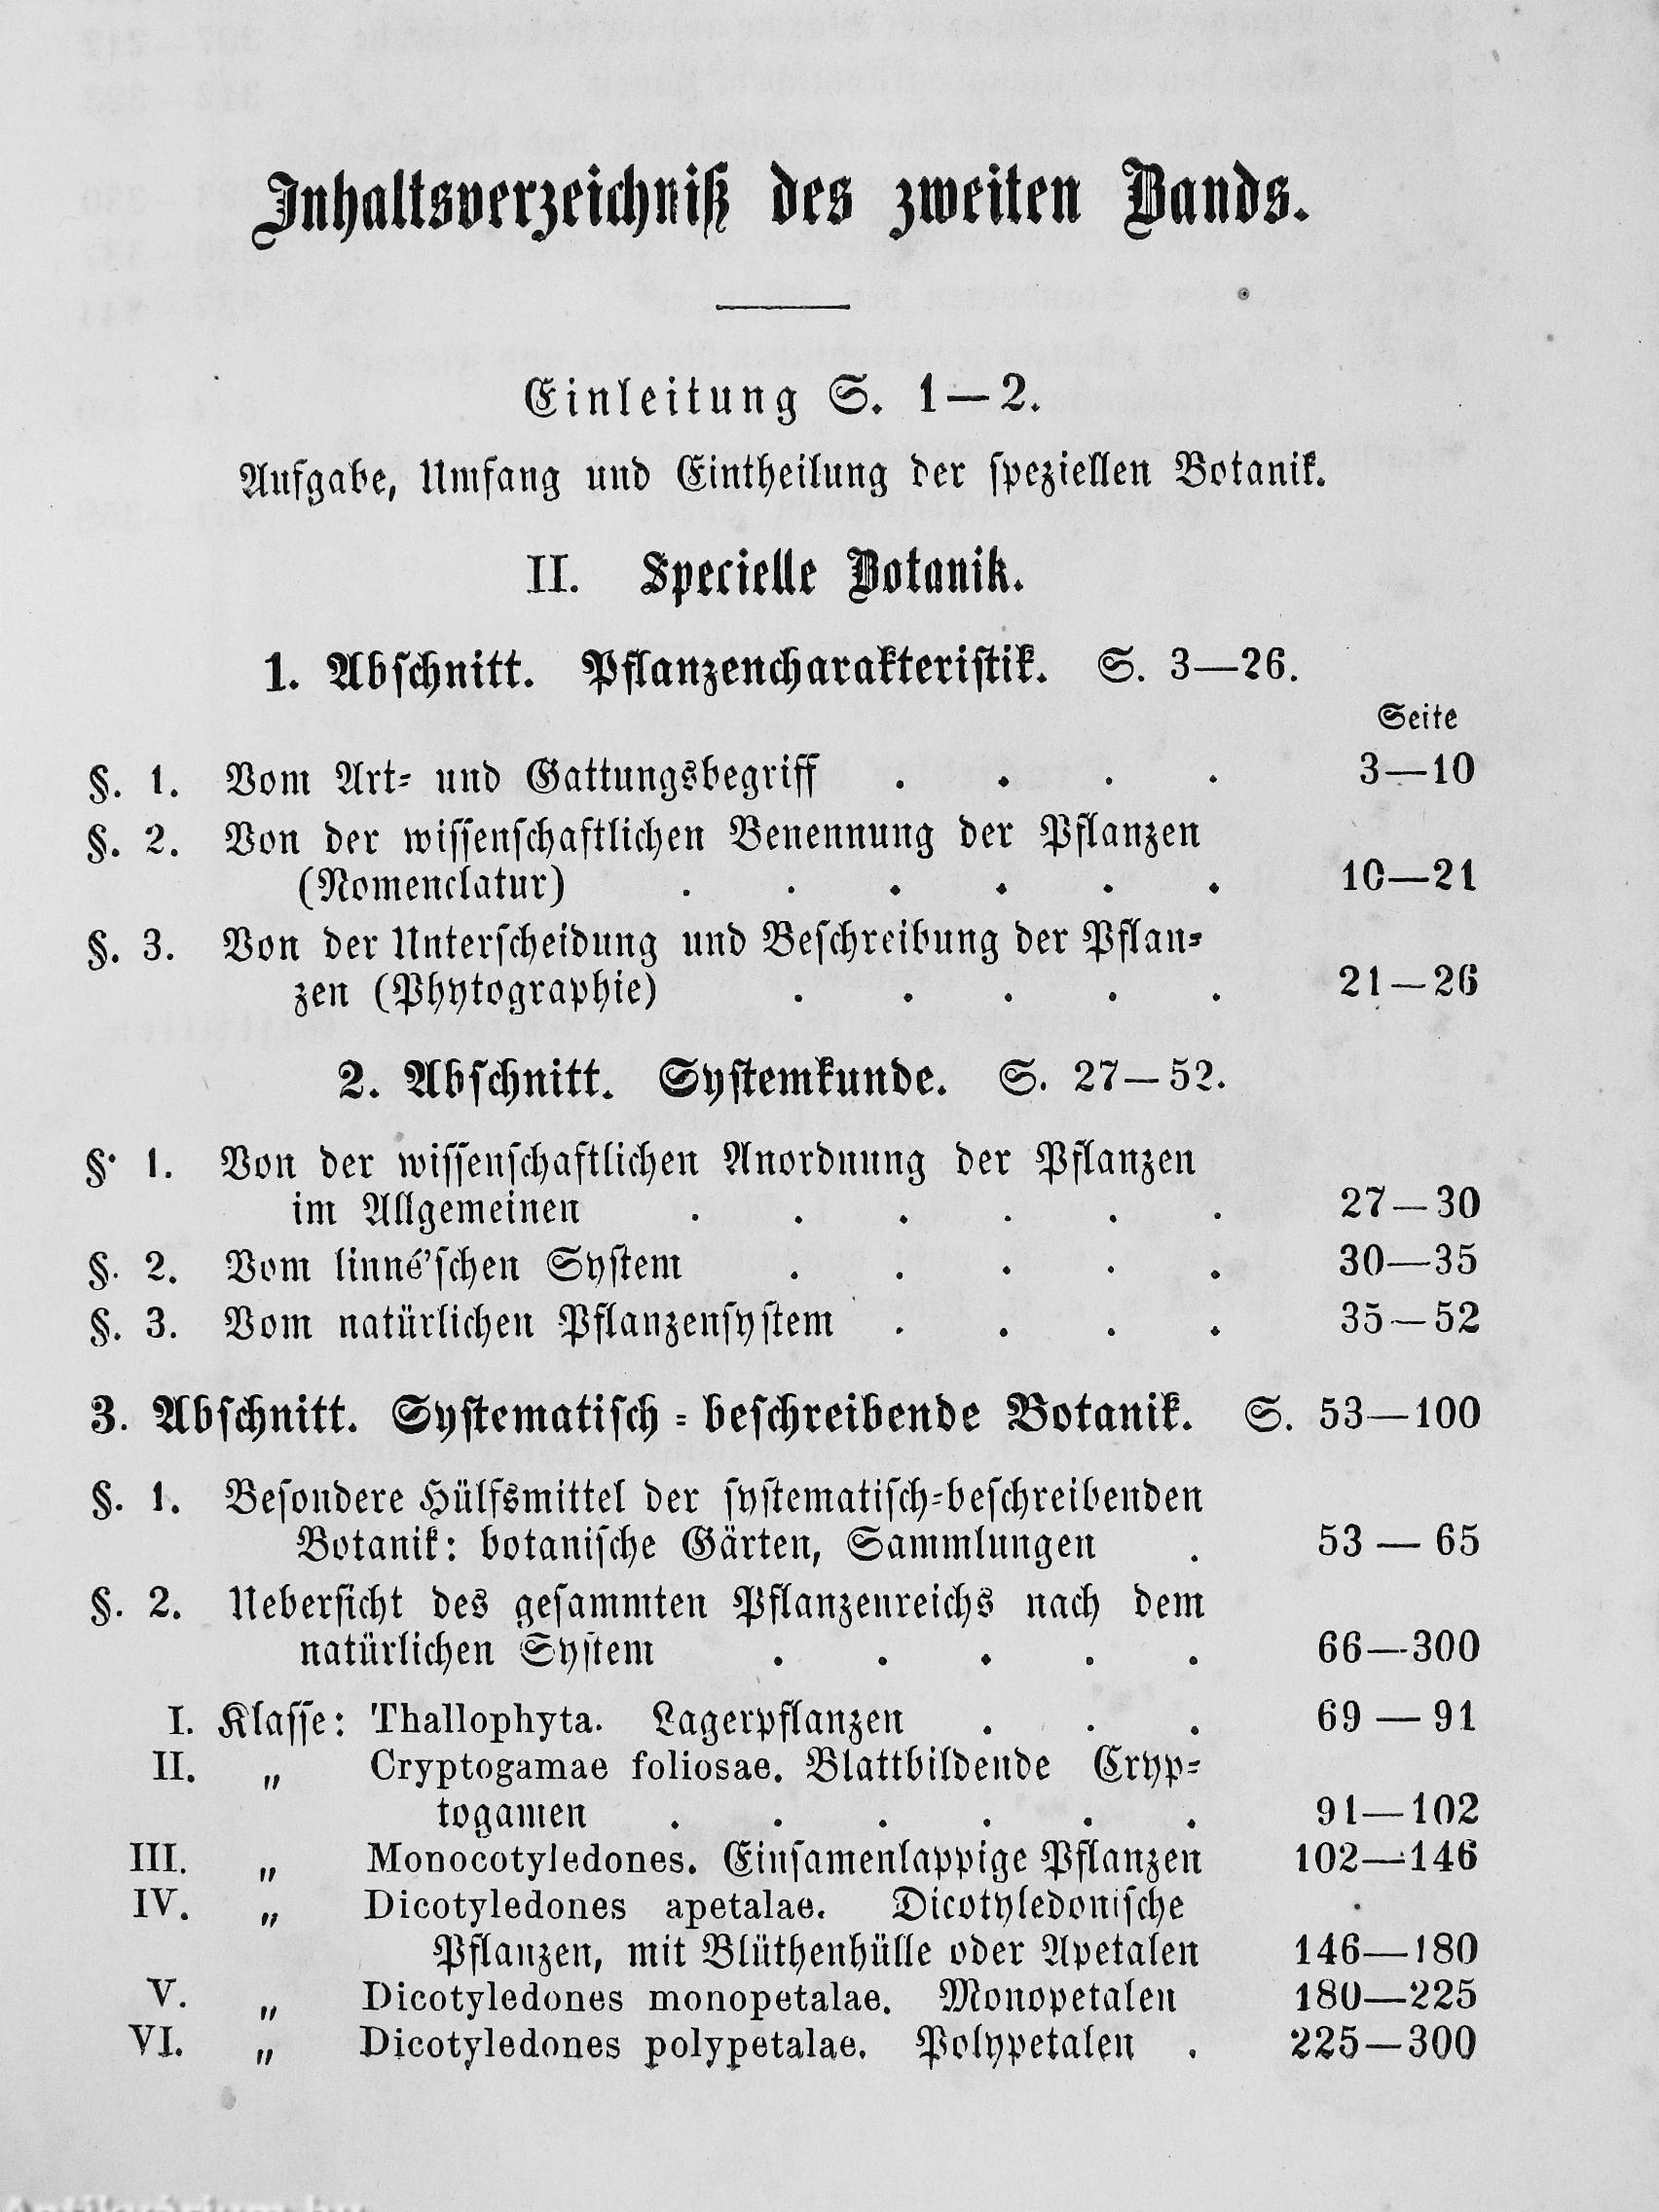 Inhaltsverzeichniß des zweiten Bands.
Einleitung S. 1—2.
Aufgabe, Umfang und Eintheilung der speziellen Botanik.
II. Specielle Botanik.
1. Abschnitt. Pflanzencharakteristik. S. 3—26.
Seite
§. 1. Vom Art- und Gattungsbegriff . . . . 3—10
§. 2. Von der wissenschaftlichen Benennung der Pflanzen
(Nomenclatur) . . . . . . 10—21
§. 3. Von der Unterscheidung und Beschreibung der Pflan-
zen (Phytographie) . . . . . 21—26
2. Abschnitt. Systemkunde. S. 27—52.
§. 1. Von der wissenschaftlichen Anordnung der Pflanzen
im Allgemeinen . . . . . . 27—30
§. 2. Vom linné'schen System . . . . . 30—35
§. 3. Vom natürlichen Pflanzensystem . . . . 35—52
3. Abschnitt. Systematisch-beschreibende Botanik. S. 53—100
§. 1. Besondere Hülfsmittel der systematisch-beschreibenden
Botanik: botanische Gärten, Sammlungen . 53—65
§. 2. Uebersicht des gesammten Pflanzenreichs nach dem
natürlichen System . . . . . 66—300
I. Klasse: Thallophyta. Lagerpflanzen . . . 69—91
II. „ Cryptogamae foliosae. Blattbildende Cryp-
togamen . . . . . . 91—102
III. „ Monocotyledones. Einsamenlappige Pflanzen 102—146
IV. „ Dicotyledones apetalae. Dicotyledonische
Pflanzen, mit Blüthenhülle oder Apetalen 146—180
V. „ Dicotyledones monopetalae. Monopetalen 180—225
VI. „ Dicotyledones polypetalae. Polypetalen . 225—300